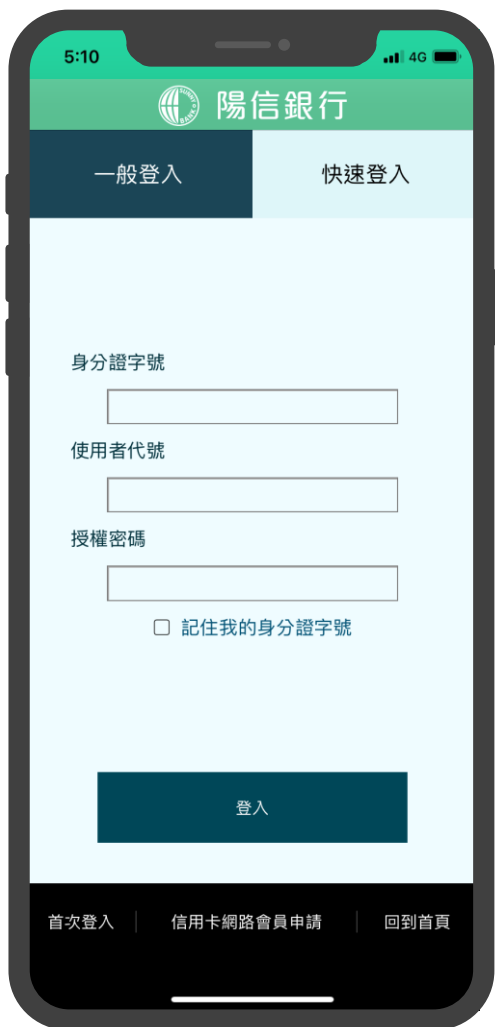 5:10
4G
SUNNY BANK
陽信銀行
一般登入
快速登入
身分證字號
使用者代號
授權密碼
記住我的身分證字號
登入
首次登入
信用卡網路會員申請
回到首頁